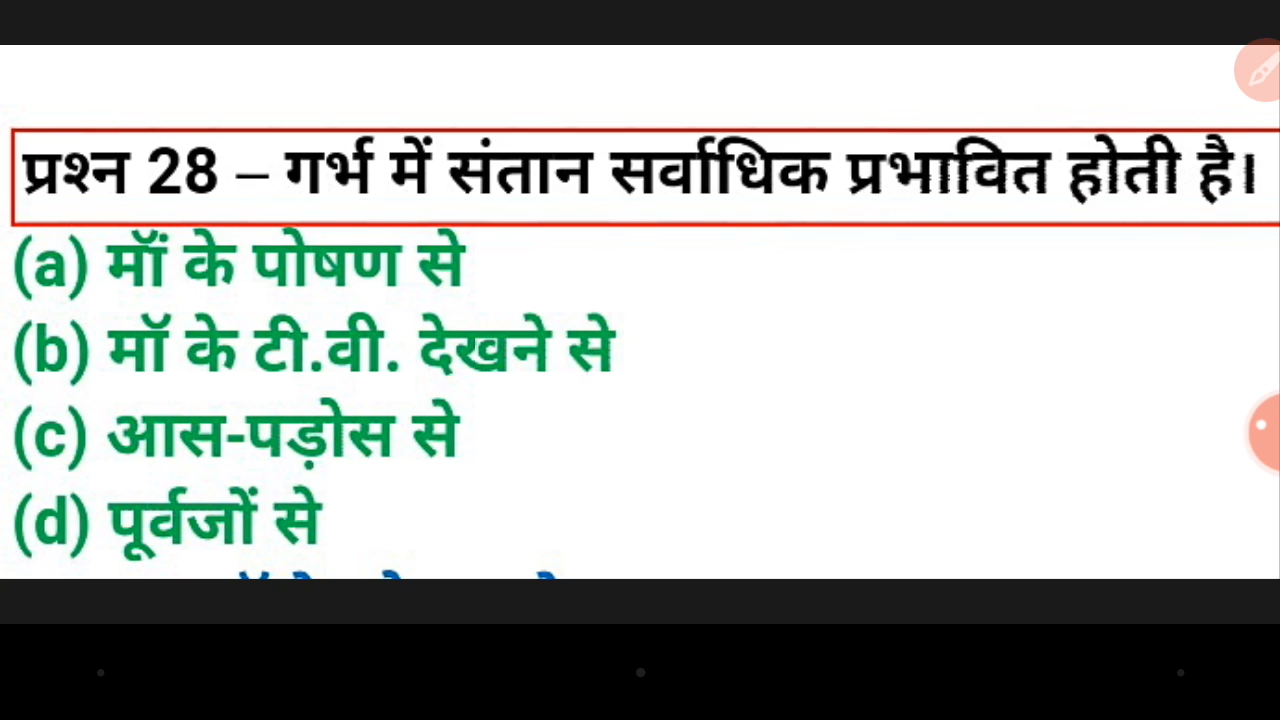 प्रश्न 28 – गर्भ में संतान सर्वाधिक प्रभावित होती है।
(a) मॉं के पोषण से
(b) मॉ के टी.वी. देखने से
(c) आस-पड़ोस से
(d) पूर्वजों से